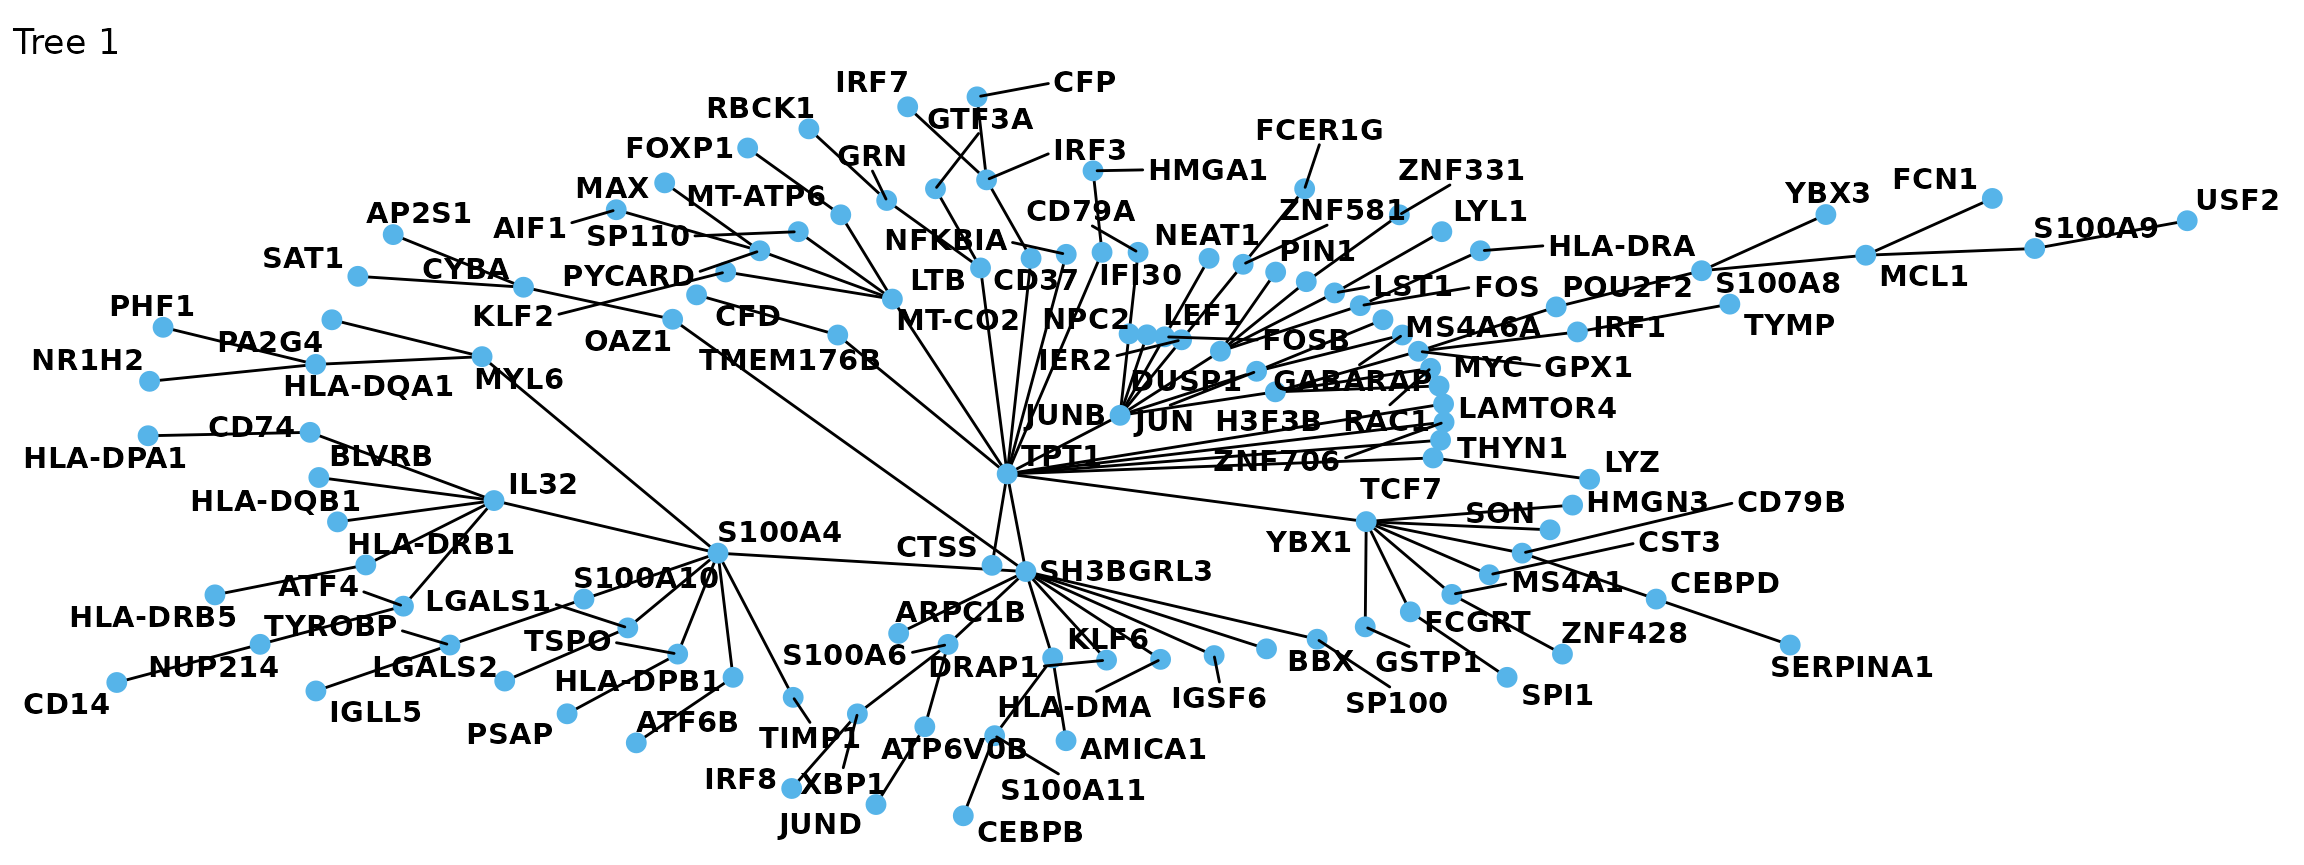 Tree 1
IRF7
CFP
RBCK1
GTF3A
FOXP1
GRN
IRF3
FCER1G
HMGA1
ZNF331
MAX
MT-ATP6
FCN1
YBX3
USF2
AP2S1
AIF1
SP110
CD79A
ZNF581
LYL1
NFKBIA
NEAT1
S100A9
SAT1
CYBA
PYCARD
LTB
CD37
IFI30
PIN1
HLA-DRA
LST1
FOS
POU2F2
S100A8
MCL1
PHF1
KLF2
CFD
MT-CO2
NPC2
LEF1
MS4A6A
IRF1
TYMP
PA2G4
OAZ1
TMEM176B
IER2
FOSB
NR1H2
HLA-DQA1
MYL6
DUSP1
GABARAP
MYC
GPX1
JUNB
JUN
H3F3B
RAC1
LAMTOR4
CD74
HLA-DPA1
BLVRB
TPT1
ZNF706
THYN1
LYZ
HLA-DQB1
IL32
TCF7
HMGN3
CD79B
SON
S100A4
HLA-DRB1
CTSS
YBX1
CST3
SH3BGRL3
ATF4
S100A10
MS4A1
CEBPD
HLA-DRB5
LGALS1
ARPC1B
TYROBP
TSPO
KLF6
FCGRT
ZNF428
NUP214
LGALS2
S100A6
DRAP1
BBX
GSTP1
SERPINA1
HLA-DPB1
CD14
IGLL5
HLA-DMA
IGSF6
SP100
SPI1
PSAP
ATF6B
TIMP1
ATP6V0B
AMICA1
IRF8
XBP1
S100A11
JUND
CEBPB